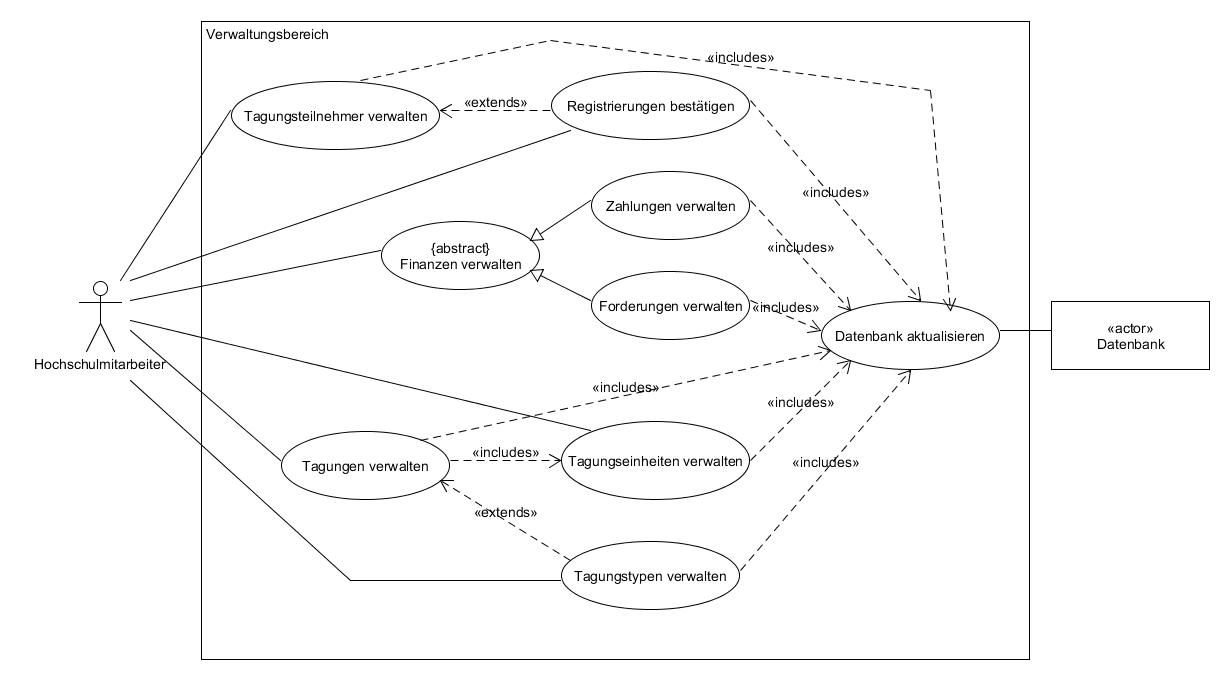 Verwaltungsbereich
«includes»
«extends»
Registrierungen bestätigen
Tagungsteilnehmer verwalten
«includes»
Zahlungen verwalten
{abstract}
Finanzen verwalten
«includes»
Forderungen verwalten
«includes»
Datenbank aktualisieren
«actor»
Datenbank
Hochschulmitarbeiter
«includes»
«includes»
Tagungen verwalten
«includes»
Tagungseinheiten verwalten
«includes»
«extends»
Tagungstypen verwalten